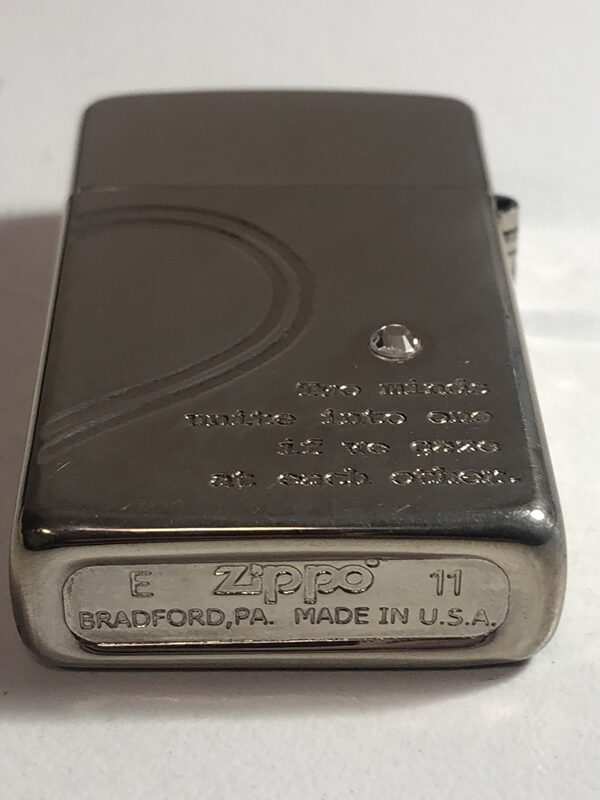 Two minds
unite into one
if we gaze
at each other.
E Zippo 11
BRADFORD,PA. MADE IN U.S.A.